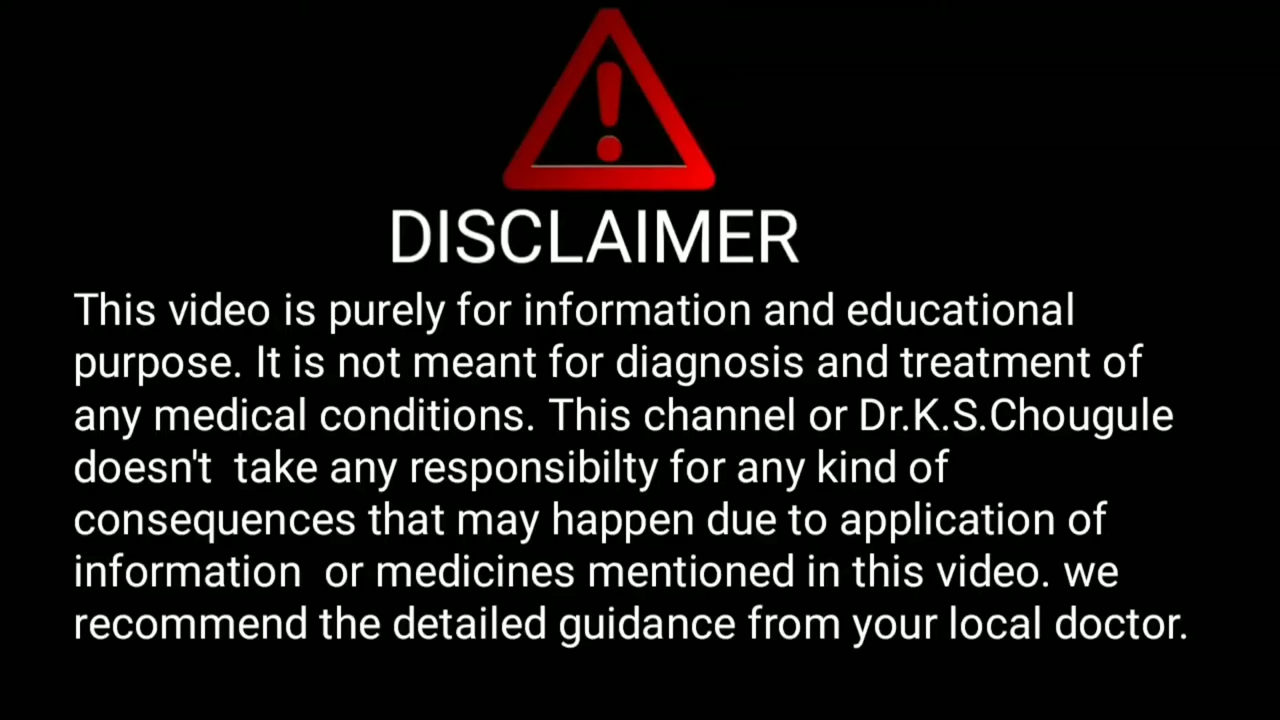 DISCLAIMER
This video is purely for information and educational
purpose. It is not meant for diagnosis and treatment of
any medical conditions. This channel or Dr.K.S.Chougule
doesn't  take any responsibilty for any kind of
consequences that may happen due to application of
information  or medicines mentioned in this video. we
recommend the detailed guidance from your local doctor.